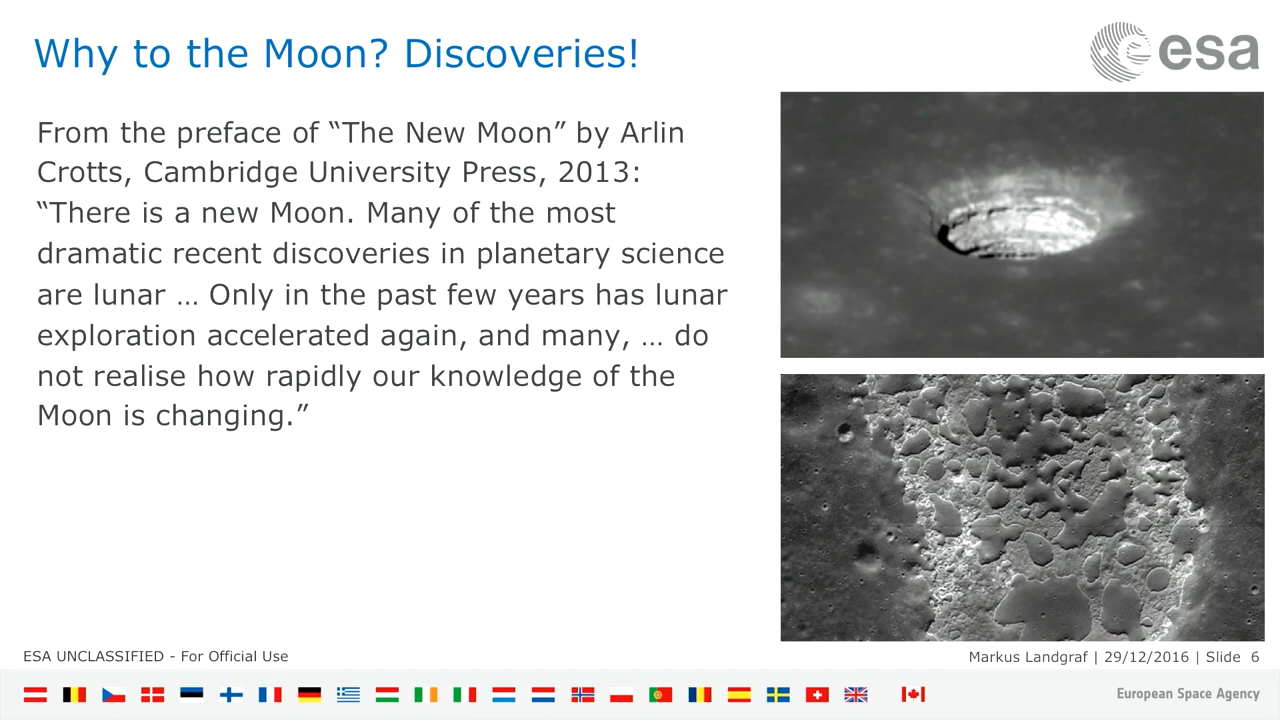 Why to the Moon? Discoveries!
esa
From the preface of “The New Moon” by Arlin
Crotts, Cambridge University Press, 2013:
“There is a new Moon. Many of the most
dramatic recent discoveries in planetary science
are lunar … Only in the past few years has lunar
exploration accelerated again, and many, … do
not realise how rapidly our knowledge of the
Moon is changing.”
ESA UNCLASSIFIED - For Official Use
Markus Landgraf | 29/12/2016 | Slide 6
European Space Agency